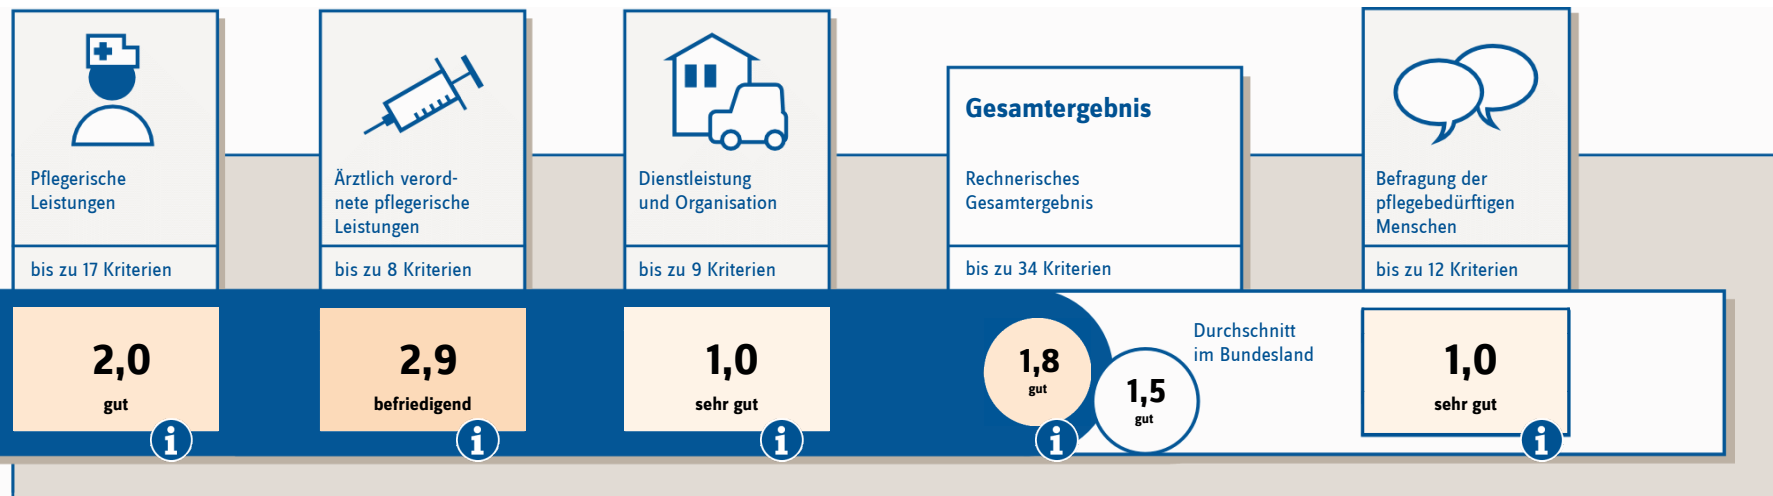 Pflegerische
Leistungen
bis zu 17 Kriterien
2,0
gut
i
Ärztlich verord-
nete pflegerische
Leistungen
bis zu 8 Kriterien
2,9
befriedigend
i
Dienstleistung
und Organisation
bis zu 9 Kriterien
1,0
sehr gut
i
Gesamtergebnis
Rechnerisches
Gesamtergebnis
bis zu 34 Kriterien
1,8
gut
i
1,5
gut
Durchschnitt
im Bundesland
Befragung der
pflegebedürftigen
Menschen
bis zu 12 Kriterien
1,0
sehr gut
i